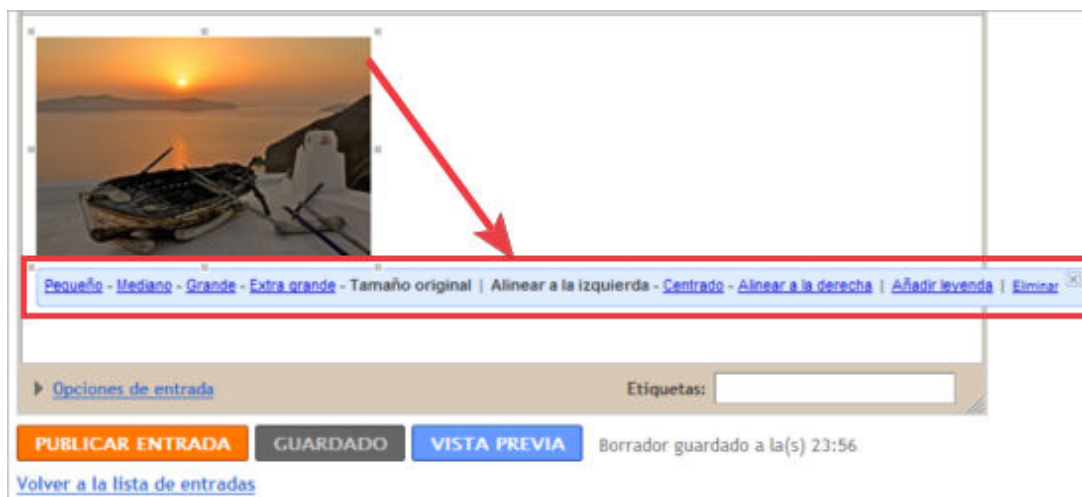 Pequeño - Mediano - Grande - Extra grande - Tamaño original | Alinear a la izquierda - Centrado - Alinear a la derecha | Añadir leyenda | Eliminar
Opciones de entrada Etiquetas:
PUBLICAR ENTRADA GUARDADO VISTA PREVIA Borrador guardado a la(s) 23:56
Volver a la lista de entradas